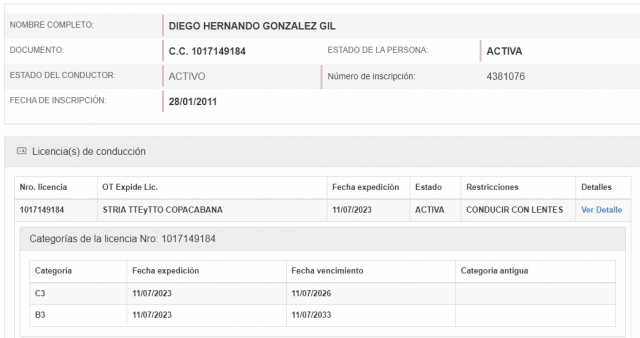 NOMBRE COMPLETO: DIEGO HERNANDO GONZALEZ GIL
DOCUMENTO: C.C. 1017149184 ESTADO DE LA PERSONA: ACTIVA
ESTADO DEL CONDUCTOR: ACTIVO Número de inscripción: 4381076
FECHA DE INSCRIPCIÓN: 28/01/2011
Licencia(s) de conducción
Nro. licencia OT Expide Lic. Fecha expedición Estado Restricciones Detalles
1017149184 STRIA TTEyTTO COPACABANA 11/07/2023 ACTIVA CONDUCIR CON LENTES Ver Detalle
Categorías de la licencia Nro: 1017149184
Categoría Fecha expedición Fecha vencimiento Categoria antigua
C3 11/07/2023 11/07/2026
B3 11/07/2023 11/07/2033